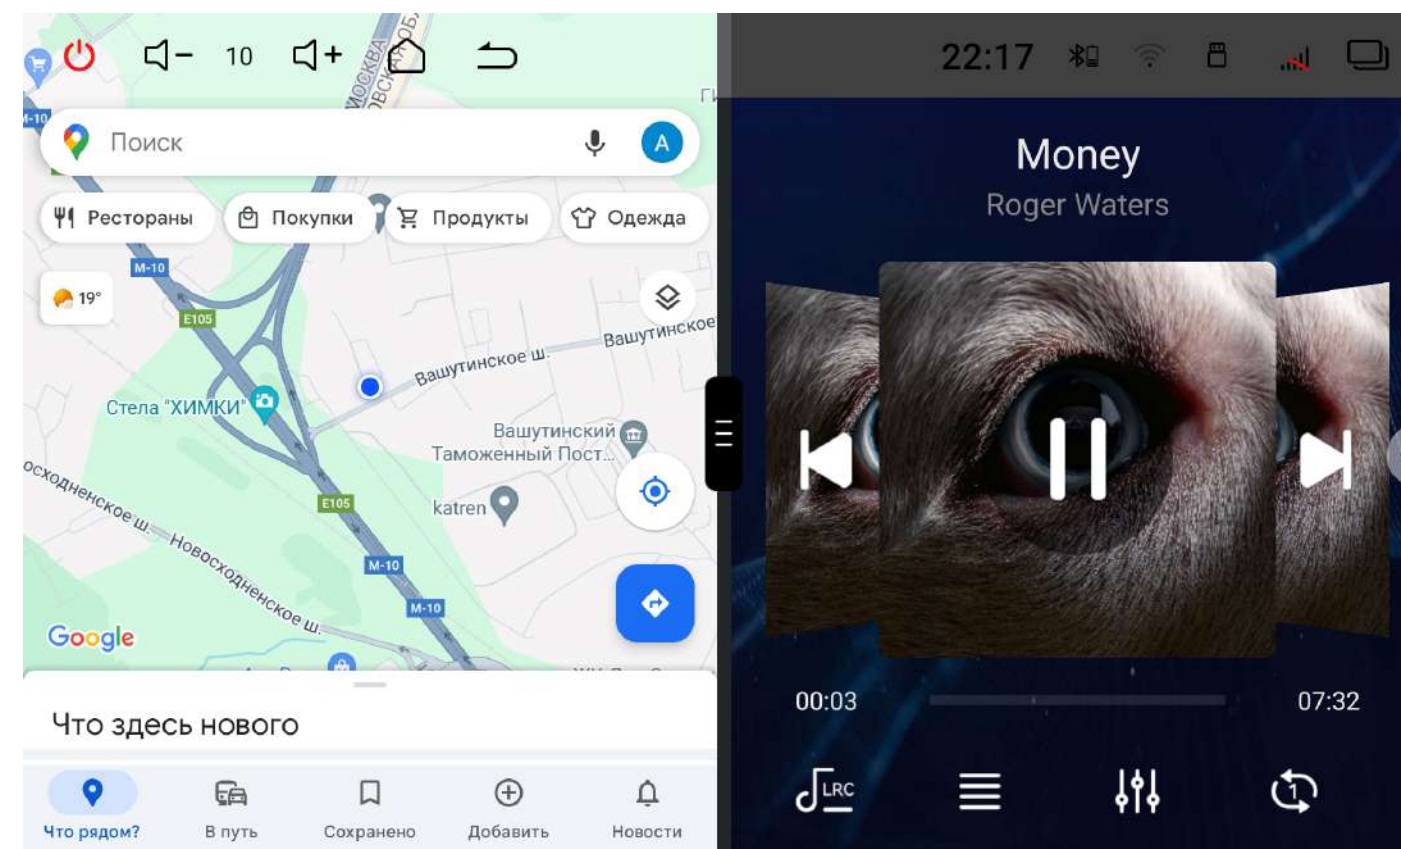 10
22:17
МОСКВА
Поиск
A
Рестораны
Покупки
Продукты
Одежда
M-10
19°
E105
Вашутинское ш.
Вашутинское
Стела "ХИМКИ"
Вашутинский
Таможенный Пост...
katren
E105
Новосходненское ш.
M-10
M-10
Google
Что здесь нового
Что рядом?
В путь
Сохранено
Добавить
Новости
Money
Roger Waters
00:03
07:32
LRC
1